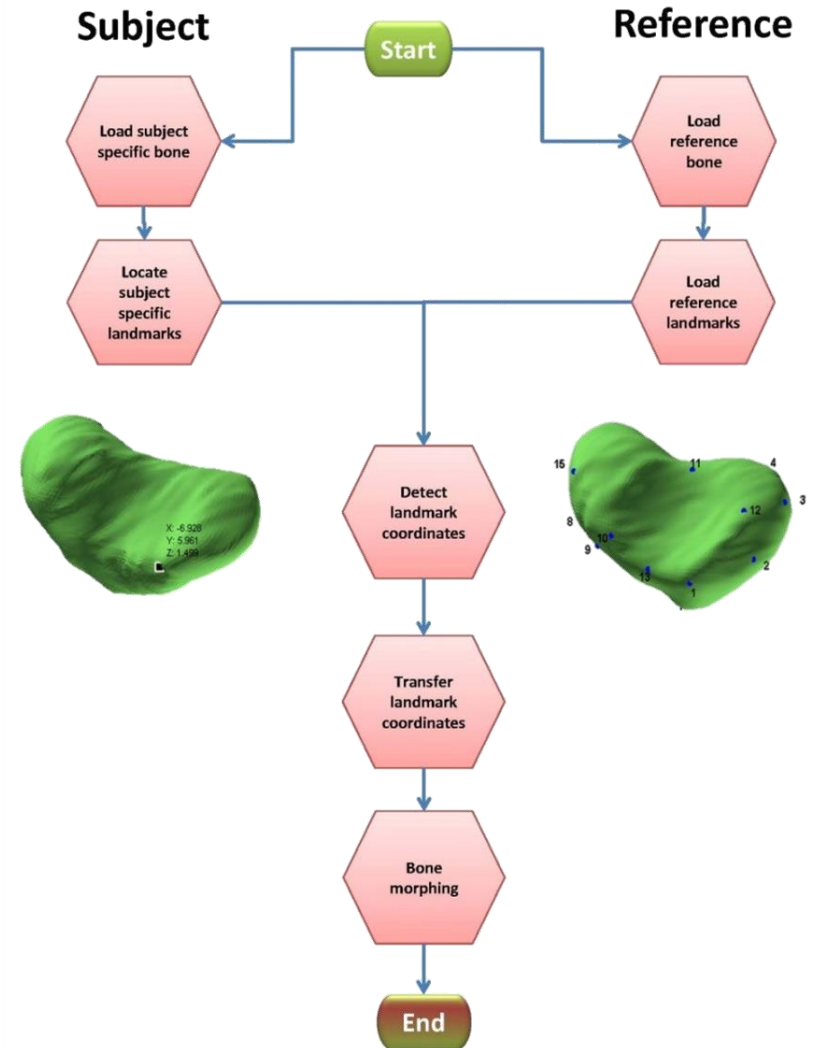 Subject
Reference
Start
Load subject
specific bone
Load
reference
bone
Locate
subject
specific
landmarks
Load
reference
landmarks
X: -6.928
Y: 5.961
Z: 1.499
15
11
4
3
12
8
10
9
13
2
1
Detect
landmark
coordinates
Transfer
landmark
coordinates
Bone
morphing
End